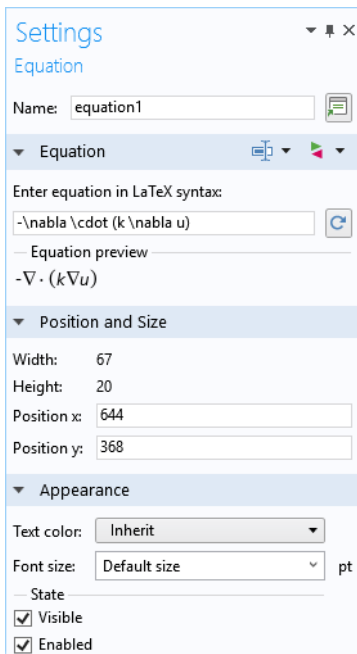 Settings
Equation
Name: equation1
Equation
Enter equation in LaTeX syntax:
-\nabla \cdot (k \nabla u)
Equation preview
-∇ · (k∇u)
Position and Size
Width: 67
Height: 20
Position x: 644
Position y: 368
Appearance
Text color: Inherit
Font size: Default size pt
State
Visible
Enabled